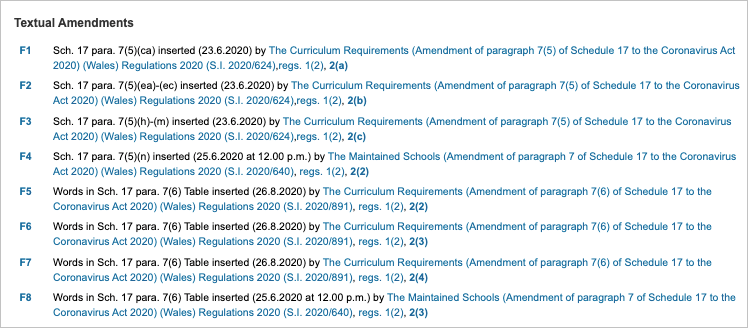 Textual Amendments
F1 Sch. 17 para. 7(5)(ca) inserted (23.6.2020) by The Curriculum Requirements (Amendment of paragraph 7(5) of Schedule 17 to the Coronavirus Act
2020) (Wales) Regulations 2020 (S.I. 2020/624),regs. 1(2), 2(a)
F2 Sch. 17 para. 7(5)(ea)-(ec) inserted (23.6.2020) by The Curriculum Requirements (Amendment of paragraph 7(5) of Schedule 17 to the Coronavirus
Act 2020) (Wales) Regulations 2020 (S.I. 2020/624),regs. 1(2), 2(b)
F3 Sch. 17 para. 7(5)(h)-(m) inserted (23.6.2020) by The Curriculum Requirements (Amendment of paragraph 7(5) of Schedule 17 to the Coronavirus
Act 2020) (Wales) Regulations 2020 (S.I. 2020/624),regs. 1(2), 2(c)
F4 Sch. 17 para. 7(5)(n) inserted (25.6.2020 at 12.00 p.m.) by The Maintained Schools (Amendment of paragraph 7 of Schedule 17 to the Coronavirus
Act 2020) (Wales) Regulations 2020 (S.I. 2020/640), regs. 1(2), 2(2)
F5 Words in Sch. 17 para. 7(6) Table inserted (26.8.2020) by The Curriculum Requirements (Amendment of paragraph 7(6) of Schedule 17 to the
Coronavirus Act 2020) (Wales) Regulations 2020 (S.I. 2020/891), regs. 1(2), 2(2)
F6 Words in Sch. 17 para. 7(6) Table inserted (26.8.2020) by The Curriculum Requirements (Amendment of paragraph 7(6) of Schedule 17 to the
Coronavirus Act 2020) (Wales) Regulations 2020 (S.I. 2020/891), regs. 1(2), 2(3)
F7 Words in Sch. 17 para. 7(6) Table inserted (26.8.2020) by The Curriculum Requirements (Amendment of paragraph 7(6) of Schedule 17 to the
Coronavirus Act 2020) (Wales) Regulations 2020 (S.I. 2020/891), regs. 1(2), 2(4)
F8 Words in Sch. 17 para. 7(6) Table inserted (25.6.2020 at 12.00 p.m.) by The Maintained Schools (Amendment of paragraph 7 of Schedule 17 to the
Coronavirus Act 2020) (Wales) Regulations 2020 (S.I. 2020/640), regs. 1(2), 2(3)